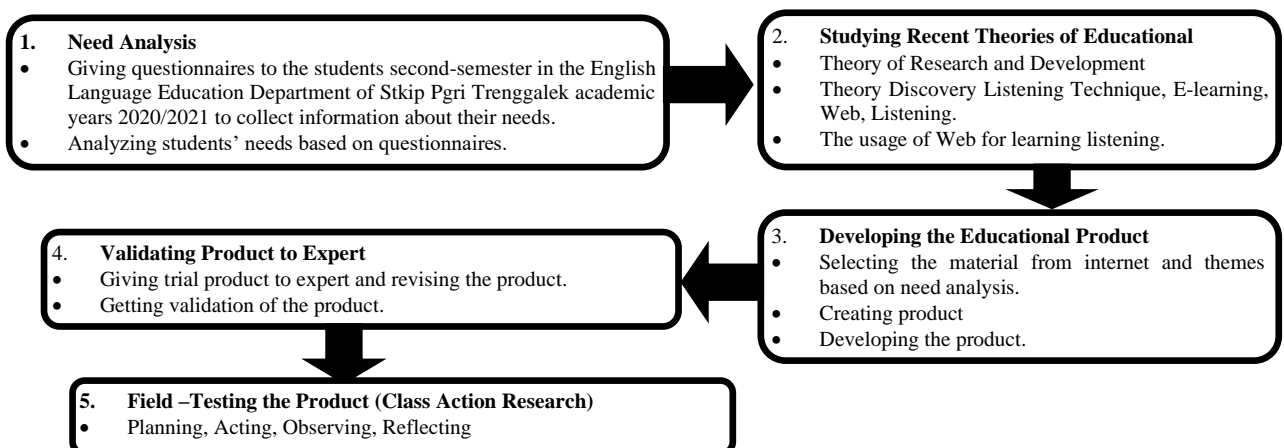 1. Need Analysis
• Giving questionnaires to the students second-semester in the English
Language Education Department of Stkip Pgri Trenggalek academic
years 2020/2021 to collect information about their needs.
• Analyzing students’ needs based on questionnaires.
2. Studying Recent Theories of Educational
• Theory of Research and Development
• Theory Discovery Listening Technique, E-learning,
Web, Listening.
• The usage of Web for learning listening.
3. Developing the Educational Product
• Selecting the material from internet and themes
based on need analysis.
• Creating product
• Developing the product.
4. Validating Product to Expert
• Giving trial product to expert and revising the product.
• Getting validation of the product.
5. Field –Testing the Product (Class Action Research)
• Planning, Acting, Observing, Reflecting